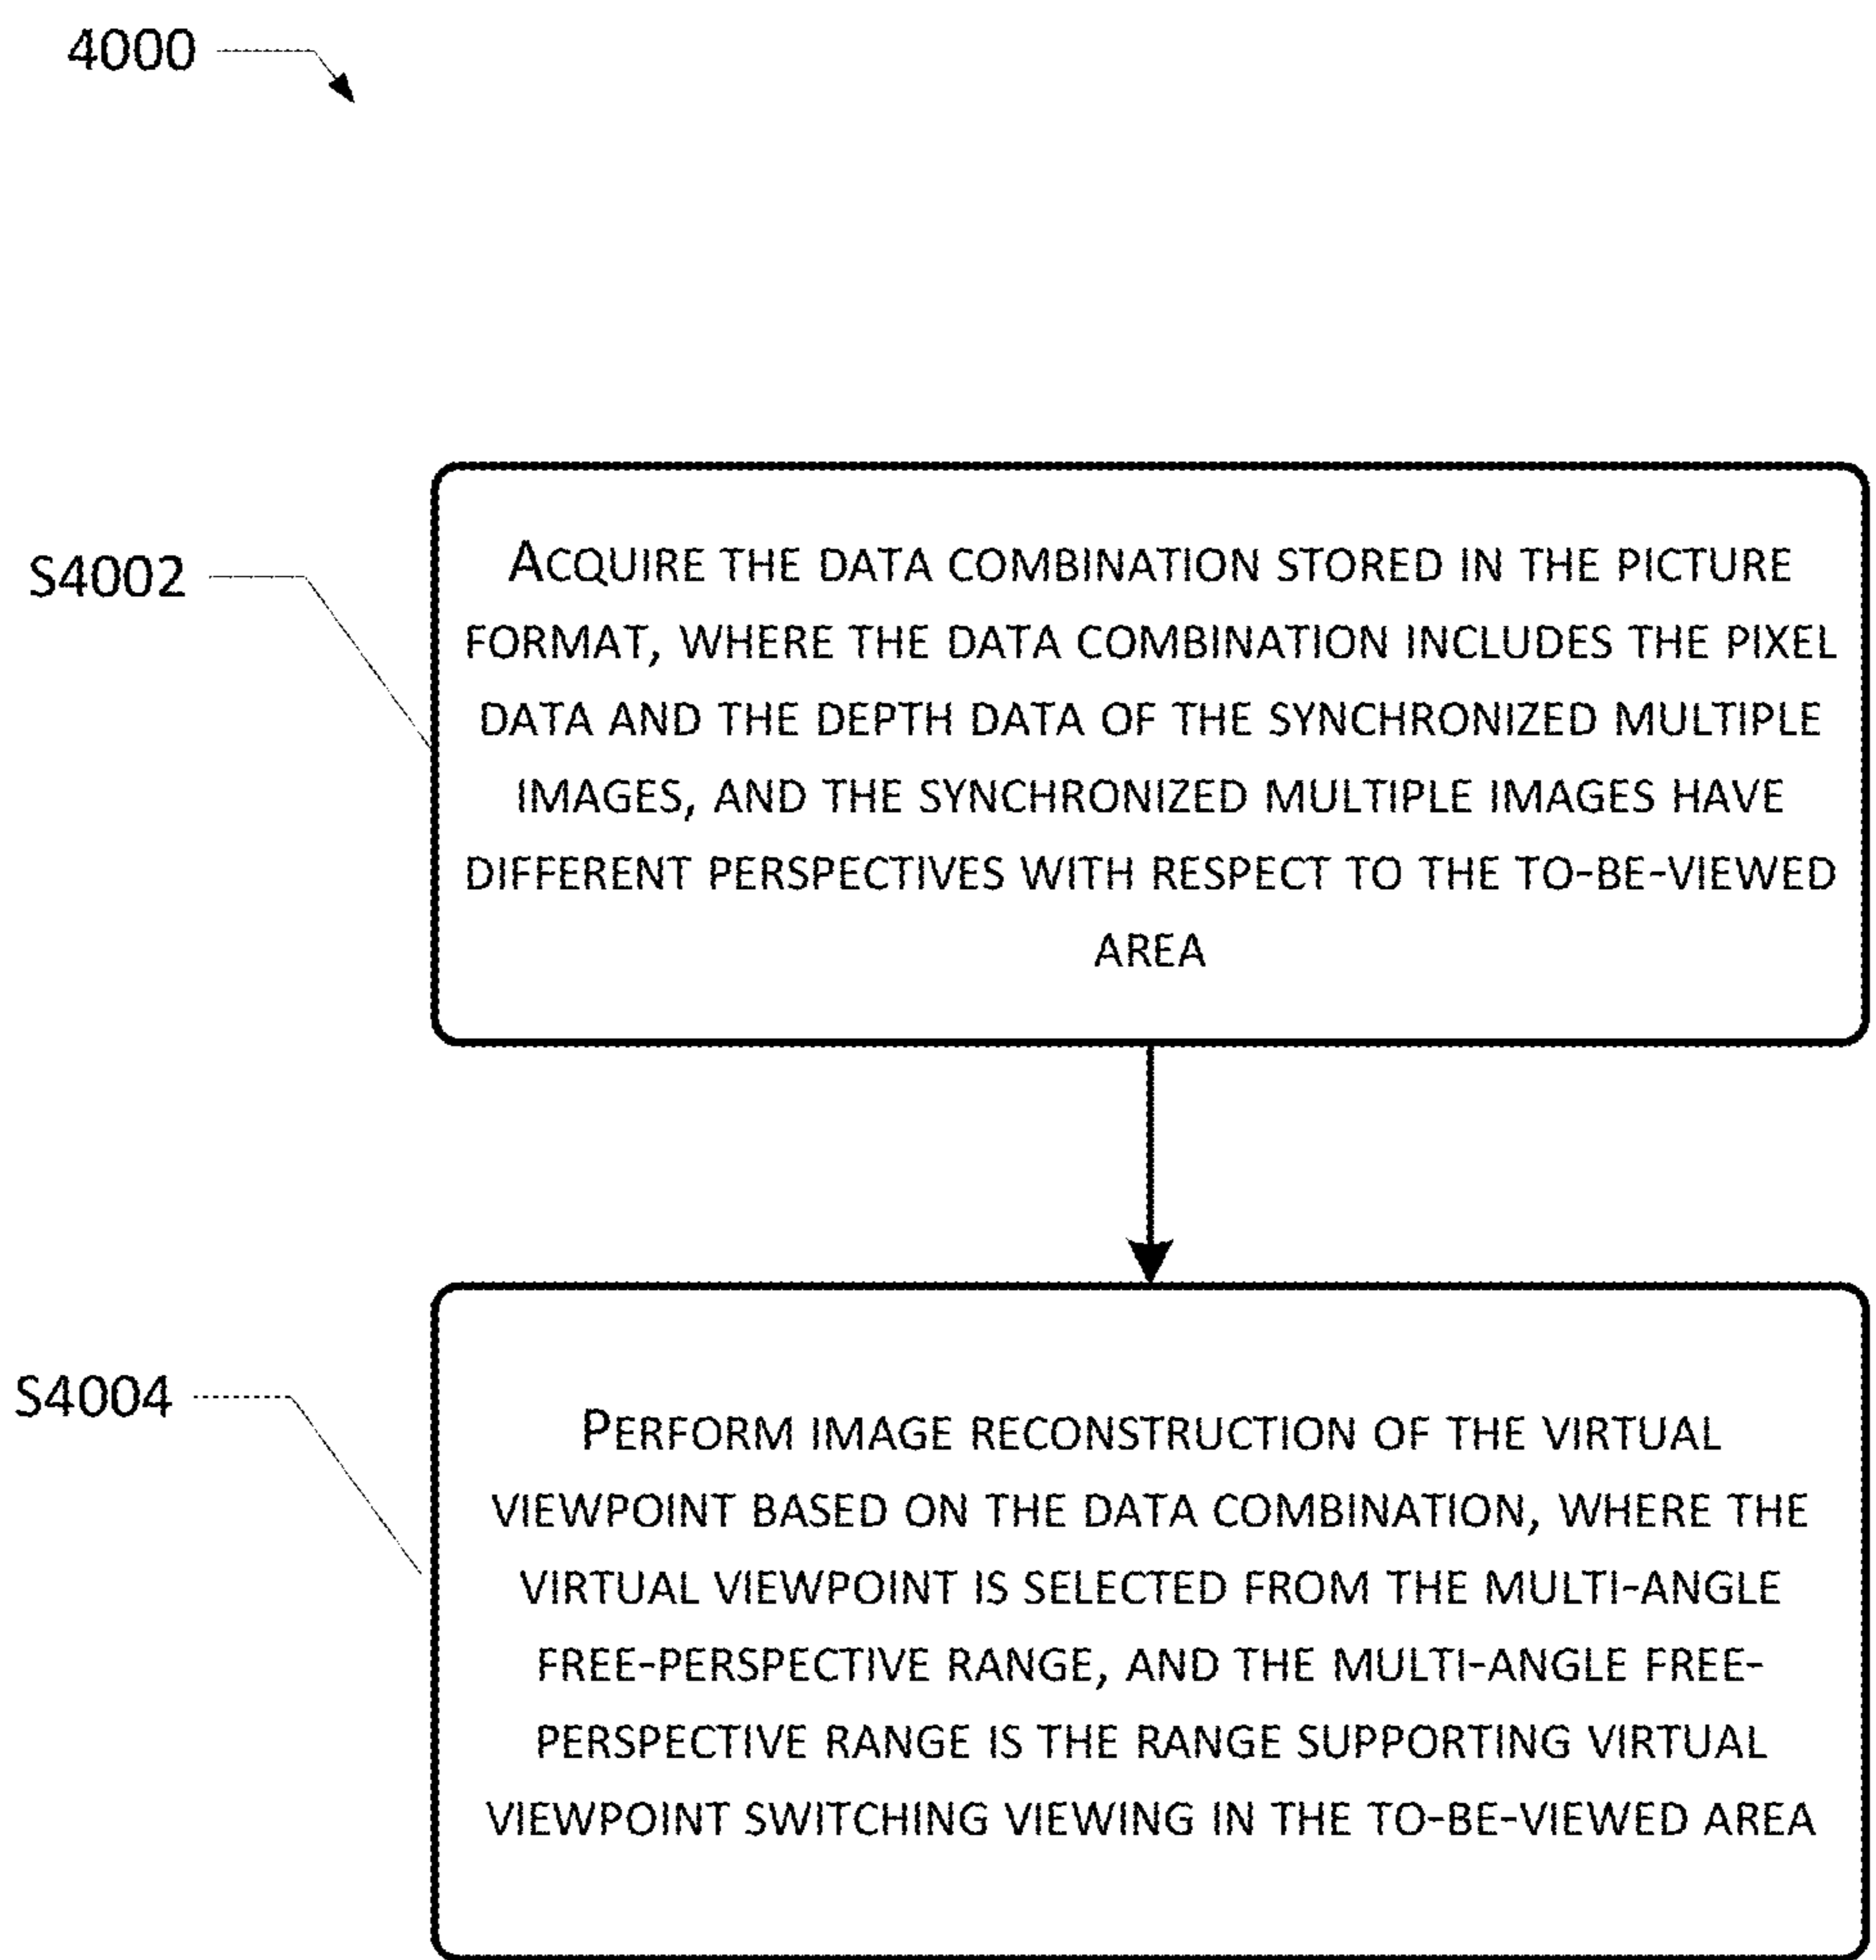 4000
S4002
ACQUIRE THE DATA COMBINATION STORED IN THE PICTURE
FORMAT, WHERE THE DATA COMBINATION INCLUDES THE PIXEL
DATA AND THE DEPTH DATA OF THE SYNCHRONIZED MULTIPLE
IMAGES, AND THE SYNCHRONIZED MULTIPLE IMAGES HAVE
DIFFERENT PERSPECTIVES WITH RESPECT TO THE TO-BE-VIEWED
AREA
S4004
PERFORM IMAGE RECONSTRUCTION OF THE VIRTUAL
VIEWPOINT BASED ON THE DATA COMBINATION, WHERE THE
VIRTUAL VIEWPOINT IS SELECTED FROM THE MULTI-ANGLE
FREE-PERSPECTIVE RANGE, AND THE MULTI-ANGLE FREE-
PERSPECTIVE RANGE IS THE RANGE SUPPORTING VIRTUAL
VIEWPOINT SWITCHING VIEWING IN THE TO-BE-VIEWED AREA